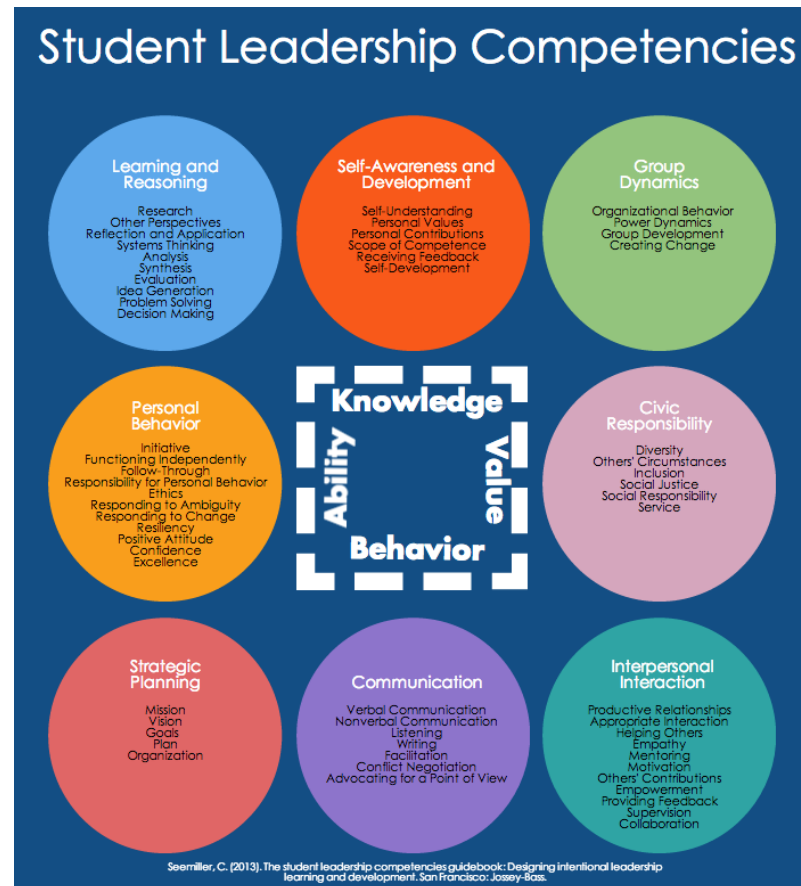 Student Leadership Competencies
Learning and
Reasoning
Research
Other Perspectives
Reflection and Application
Systems Thinking
Analysis
Synthesis
Evaluation
Idea Generation
Problem Solving
Decision Making
Self-Awareness and
Development
Self-Understanding
Personal Values
Personal Contributions
Scope of Competence
Receiving Feedback
Self-Development
Group
Dynamics
Organizational Behavior
Power Dynamics
Group Development
Creating Change
Personal
Behavior
Initiative
Functioning Independently
Follow-Through
Responsibility for Personal Behavior
Ethics
Responding to Ambiguity
Responding to Change
Resiliency
Positive Attitude
Confidence
Excellence
Knowledge
Ability
Value
Behavior
Civic
Responsibility
Diversity
Others' Circumstances
Inclusion
Social Justice
Social Responsibility
Service
Strategic
Planning
Mission
Vision
Goals
Plan
Organization
Communication
Verbal Communication
Nonverbal Communication
Listening
Writing
Facilitation
Conflict Negotiation
Advocating for a Point of View
Interpersonal
Interaction
Productive Relationships
Appropriate Interaction
Helping Others
Empathy
Mentoring
Motivation
Others' Contributions
Empowerment
Providing Feedback
Supervision
Collaboration
Seemiller, C. (2013). The student leadership competencies guidebook: Designing intentional leadership
learning and development. San Francisco: Jossey-Bass.